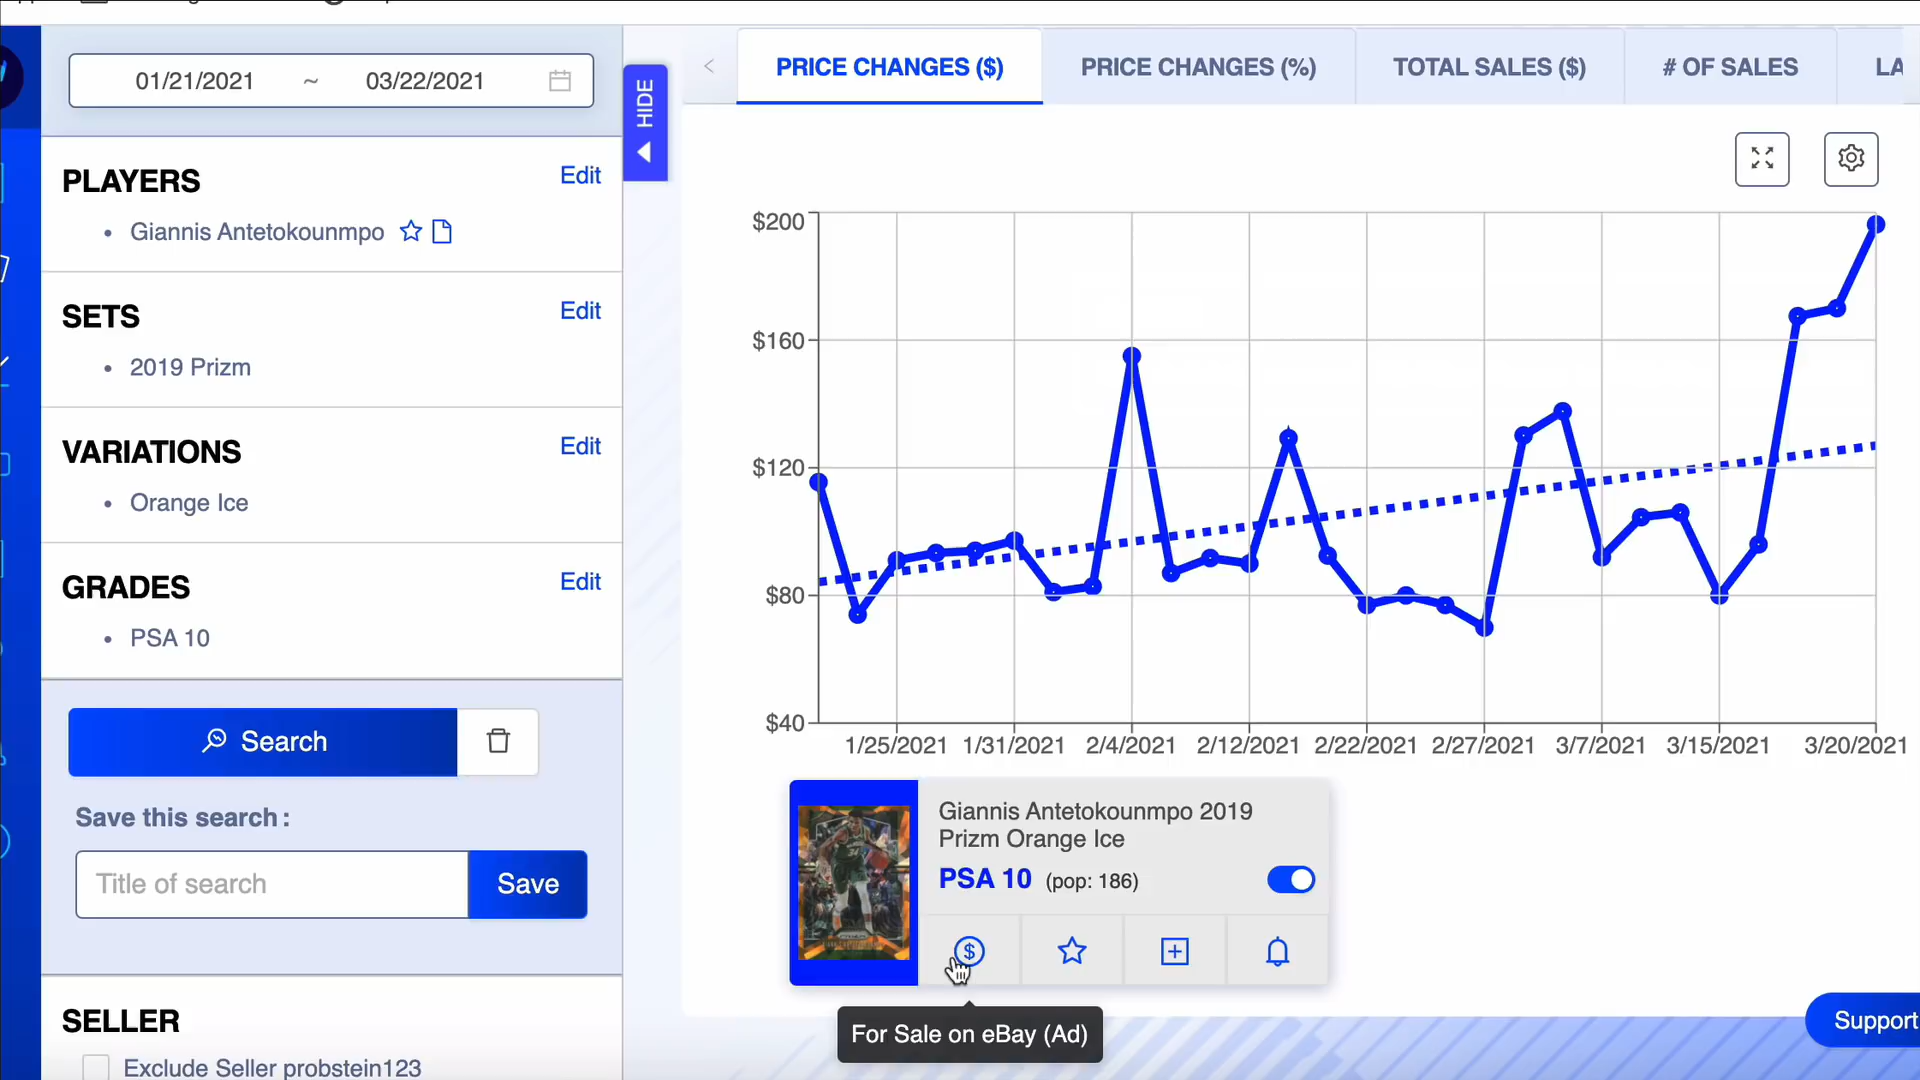 01/21/2021 ~ 03/22/2021
HIDE
PLAYERS
Edit
Giannis Antetokounmpo
SETS
Edit
2019 Prizm
VARIATIONS
Edit
Orange Ice
GRADES
Edit
PSA 10
Search
Save this search:
Title of search
Save
SELLER
Exclude Seller probstein123
PRICE CHANGES ($)
PRICE CHANGES (%)
TOTAL SALES ($)
# OF SALES
LA
$200
$160
$120
$80
$40
1/25/2021 1/31/2021 2/4/2021 2/12/2021 2/22/2021 2/27/2021 3/7/2021 3/15/2021 3/20/2021
Giannis Antetokounmpo 2019
Prizm Orange Ice
PSA 10 (pop: 186)
$
For Sale on eBay (Ad)
Support